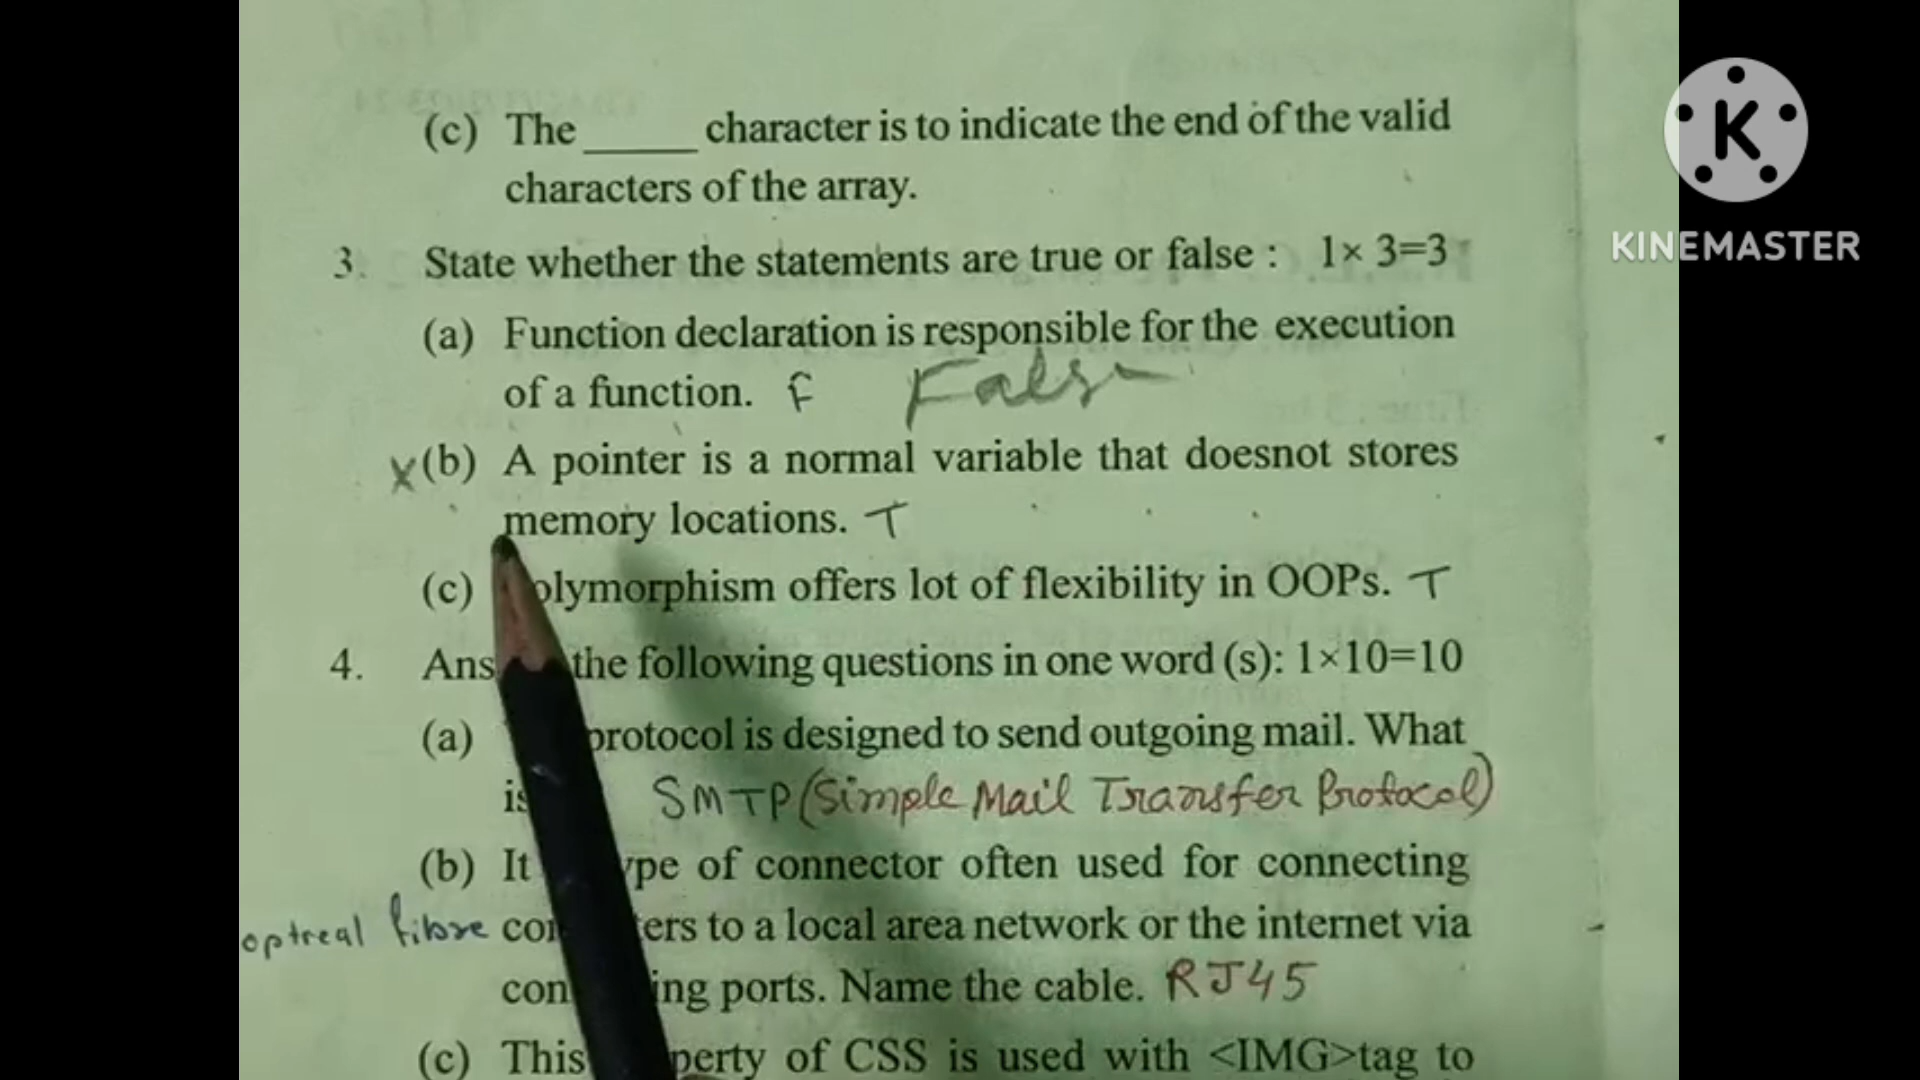 (c) The _____ character is to indicate the end of the valid
characters of the array.
3. State whether the statements are true or false : 1× 3=3
(a) Function declaration is responsible for the execution
of a function. F False
x (b) A pointer is a normal variable that doesnot stores
memory locations. T
(c) olymorphism offers lot of flexibility in OOPs. T
4. Ans the following questions in one word (s): 1×10=10
(a) protocol is designed to send outgoing mail. What
is SMTP (Simple Mail Transfer Protocol)
(b) It ype of connector often used for connecting
optreal fibre con ers to a local area network or the internet via
con ing ports. Name the cable. RJ45
(c) This perty of CSS is used with <IMG>tag to
K
KINEMASTER